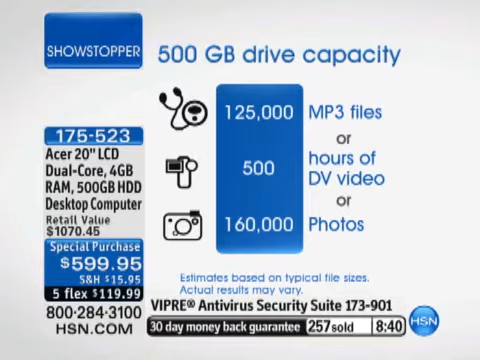 SHOWSTOPPER
500 GB drive capacity
125,000 MP3 files
or
500 hours of
DV video
or
160,000 Photos
Estimates based on typical file sizes.
Actual results may vary.
175-523
Acer 20" LCD
Dual-Core, 4GB
RAM, 500GB HDD
Desktop Computer
Retail Value
$1070.45
Special Purchase
$599.95
S&H $15.95
5 flex $119.99
800·284·3100
HSN.COM
VIPRE® Antivirus Security Suite 173-901
30 day money back guarantee 257 sold 8:40
HSN